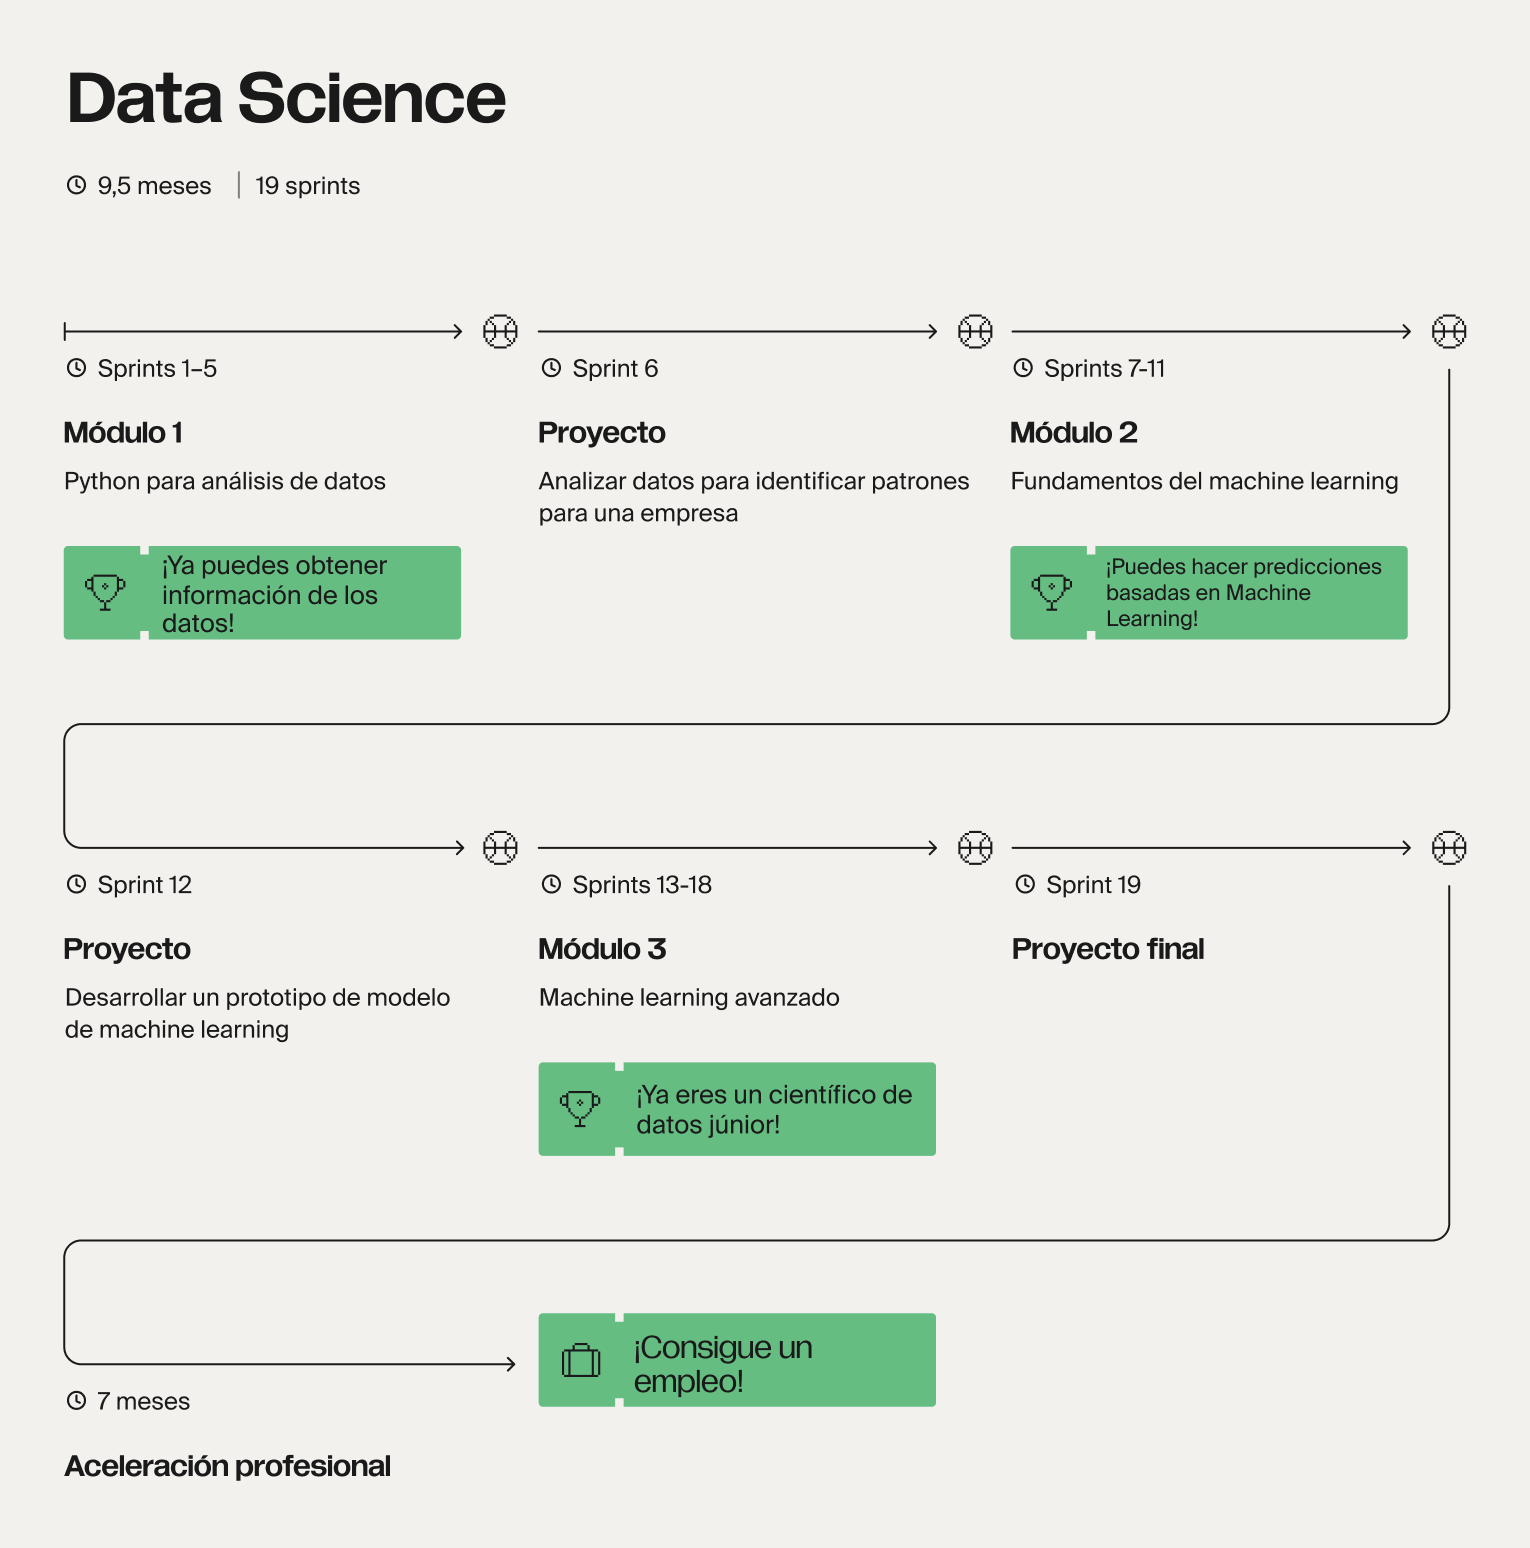 Data Science
9,5 meses | 19 sprints
Sprints 1–5
Módulo 1
Python para análisis de datos
¡Ya puedes obtener
información de los
datos!
Sprint 6
Proyecto
Analizar datos para identificar patrones
para una empresa
Sprints 7-11
Módulo 2
Fundamentos del machine learning
¡Puedes hacer predicciones
basadas en Machine
Learning!
Sprint 12
Proyecto
Desarrollar un prototipo de modelo
de machine learning
Sprints 13-18
Módulo 3
Machine learning avanzado
¡Ya eres un científico de
datos júnior!
Sprint 19
Proyecto final
7 meses
Aceleración profesional
¡Consigue un
empleo!